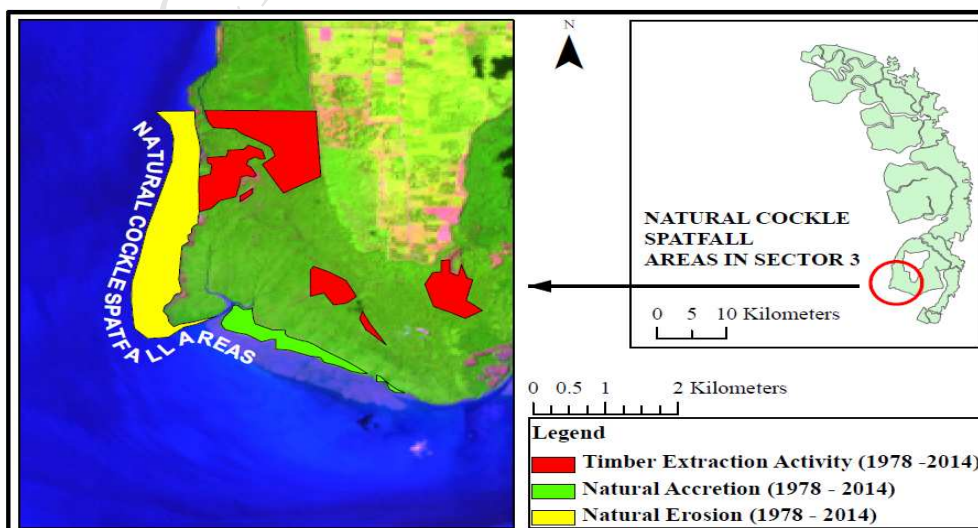 NATURAL COCKLE SPATFALL AREAS
N
NATURAL COCKLE
SPATFALL
AREAS IN SECTOR 3
0 5 10 Kilometers
0 0.5 1 2 Kilometers
Legend
Timber Extraction Activity (1978 -2014)
Natural Accretion (1978 - 2014)
Natural Erosion (1978 - 2014)